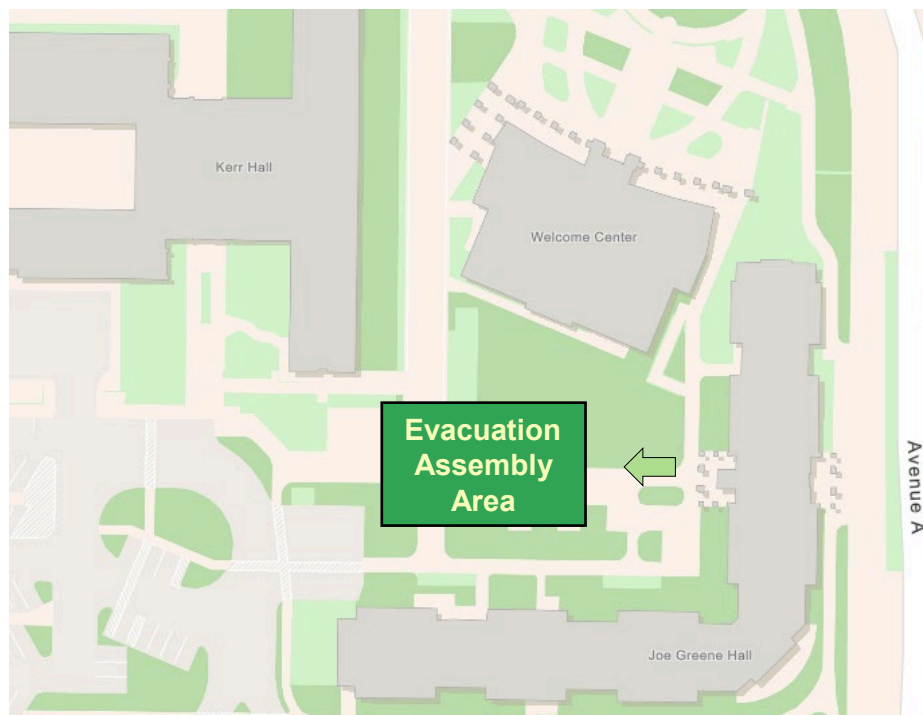 Kerr Hall
Welcome Center
Evacuation
Assembly
Area
Avenue A
Joe Greene Hall